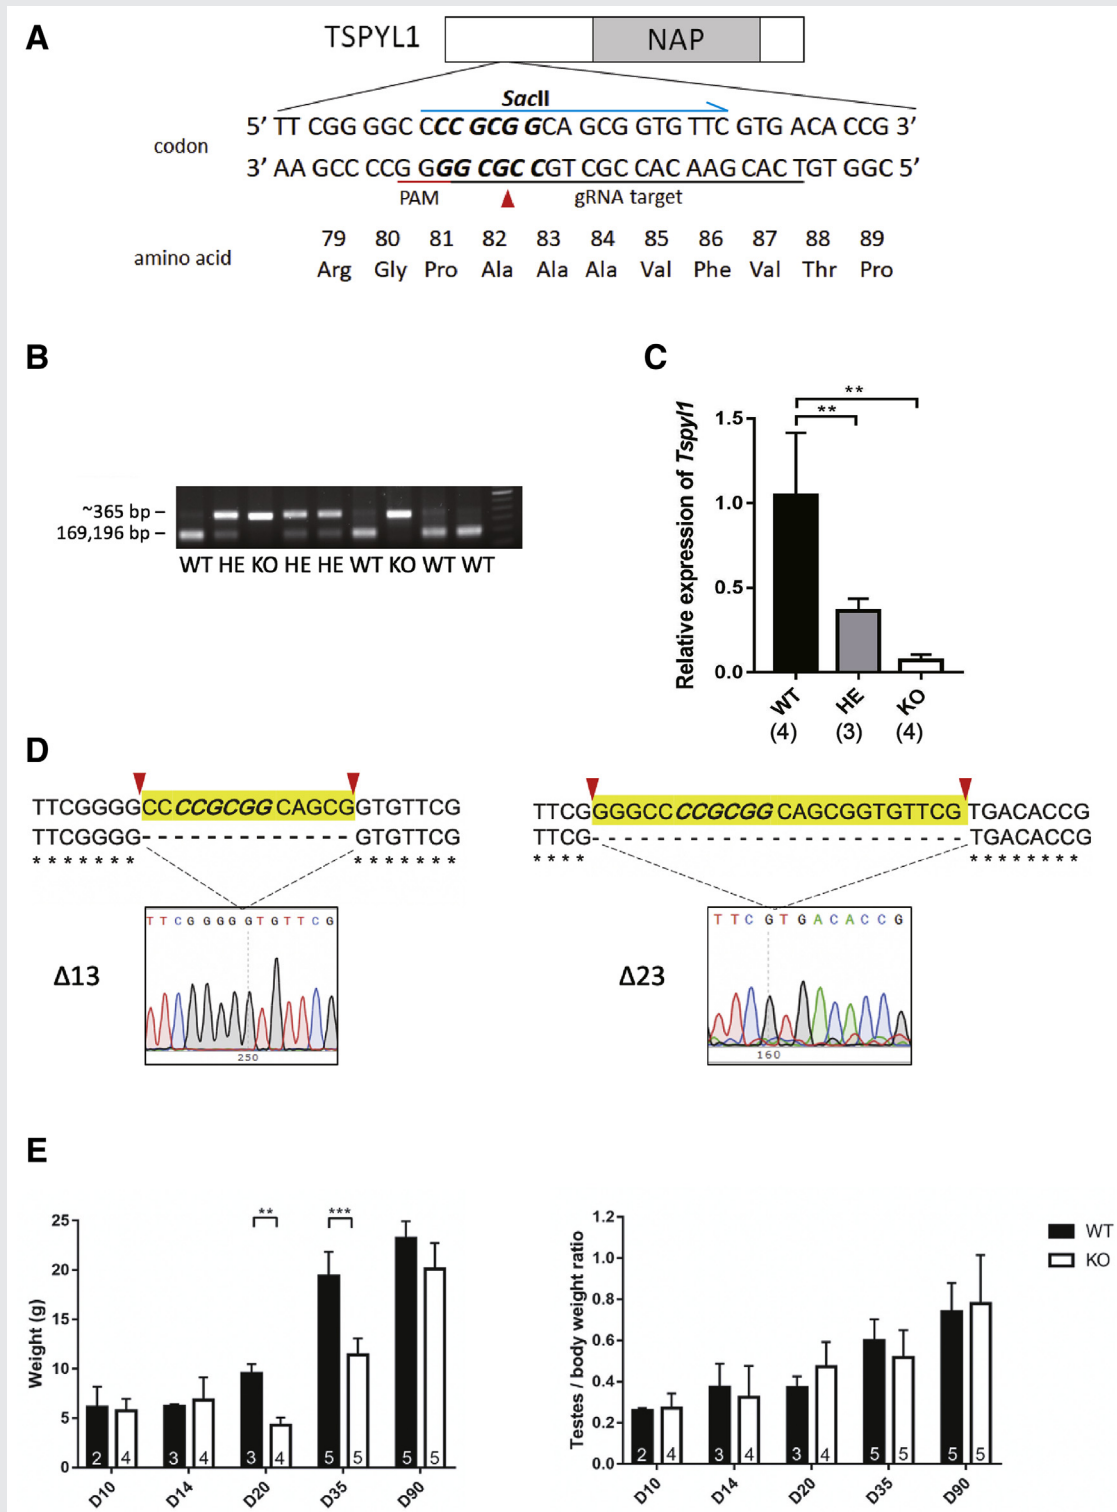 A
TSPYL1
NAP
SacII
5’ TT CGG GGC CCC GCG GCA GCG GTG TTC GTG ACA CCG 3’
codon
3’ AA GCC CCG GGG CGC CGT CGC CAC AAG CAC TGT GGC 5’
PAM
gRNA target
79 80 81 82 83 84 85 86 87 88 89
amino acid
Arg Gly Pro Ala Ala Ala Val Phe Val Thr Pro
B
~365 bp –
169,196 bp –
WT HE KO HE HE WT KO WT WT
C
** 
**
Relative expression of Tspyl1
1.5
1.0
0.5
0.0
WT HE KO
(4) (3) (4)
D
TTCGGGGCCCCGCGGCAGCGGTGTTCG
TTCGGGG- - - - - - - - - - - - -GTGTTCG
* * * * * * * * * * * * * *
TTCGGGGCCCCGCGGCAGCGGTGTTCGTGACACCG
TTCG- - - - - - - - - - - - - - - - - - - - - - -TGACACCG
* * * * * * * * * * * *
T T C G G G G G T G T T C G
Δ13
250
T T C G T G A C A C C G
Δ23
160
E
Weight (g)
25
20
15
10
5
0
** ***
2 4 3 4 3 4 5 5 5 5
D10 D14 D20 D35 D90
Testes / body weight ratio
1.2
1.0
0.8
0.6
0.4
0.2
0.0
2 4 3 4 3 4 5 5 5 5
D10 D14 D20 D35 D90
WT
KO